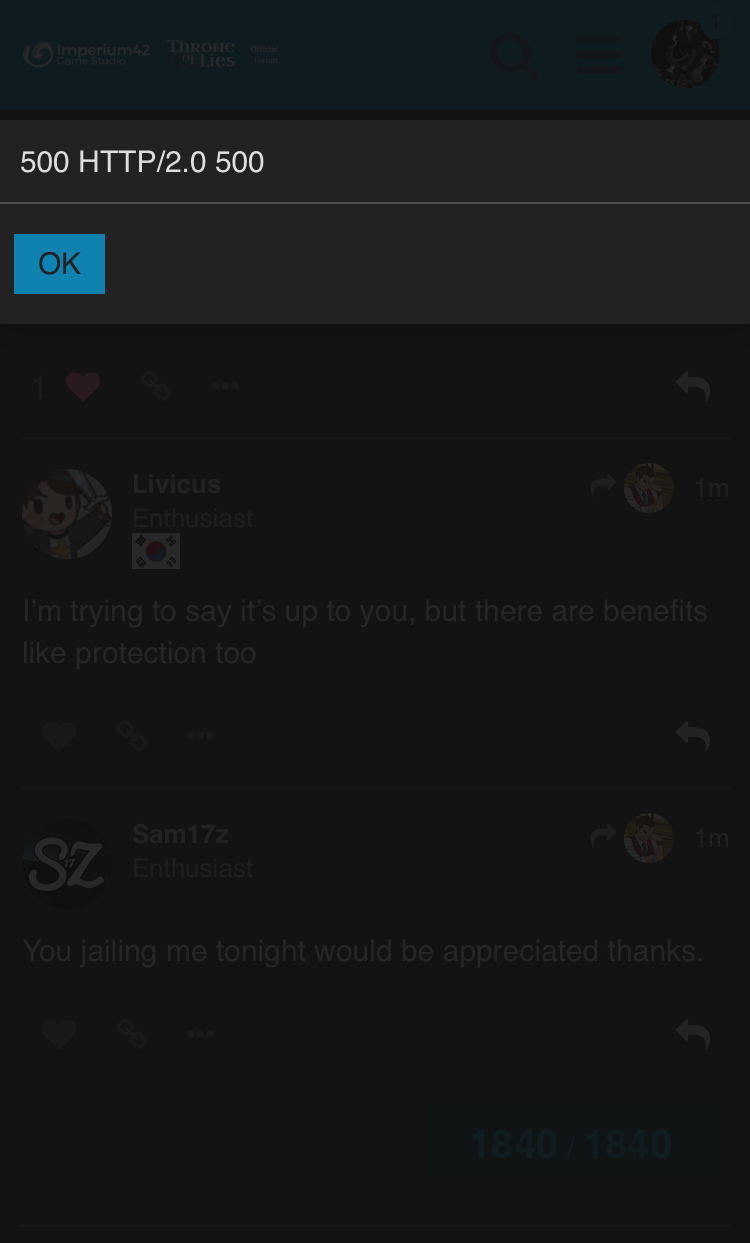 Imperium42
Game Studio
Throne
of Lies
Official
Forum
1
500 HTTP/2.0 500
OK
1
Livicus
1m
Enthusiast
I'm trying to say it's up to you, but there are benefits
like protection too
Sam17z
1m
SZ
17
Enthusiast
You jailing me tonight would be appreciated thanks.
1840 / 1840